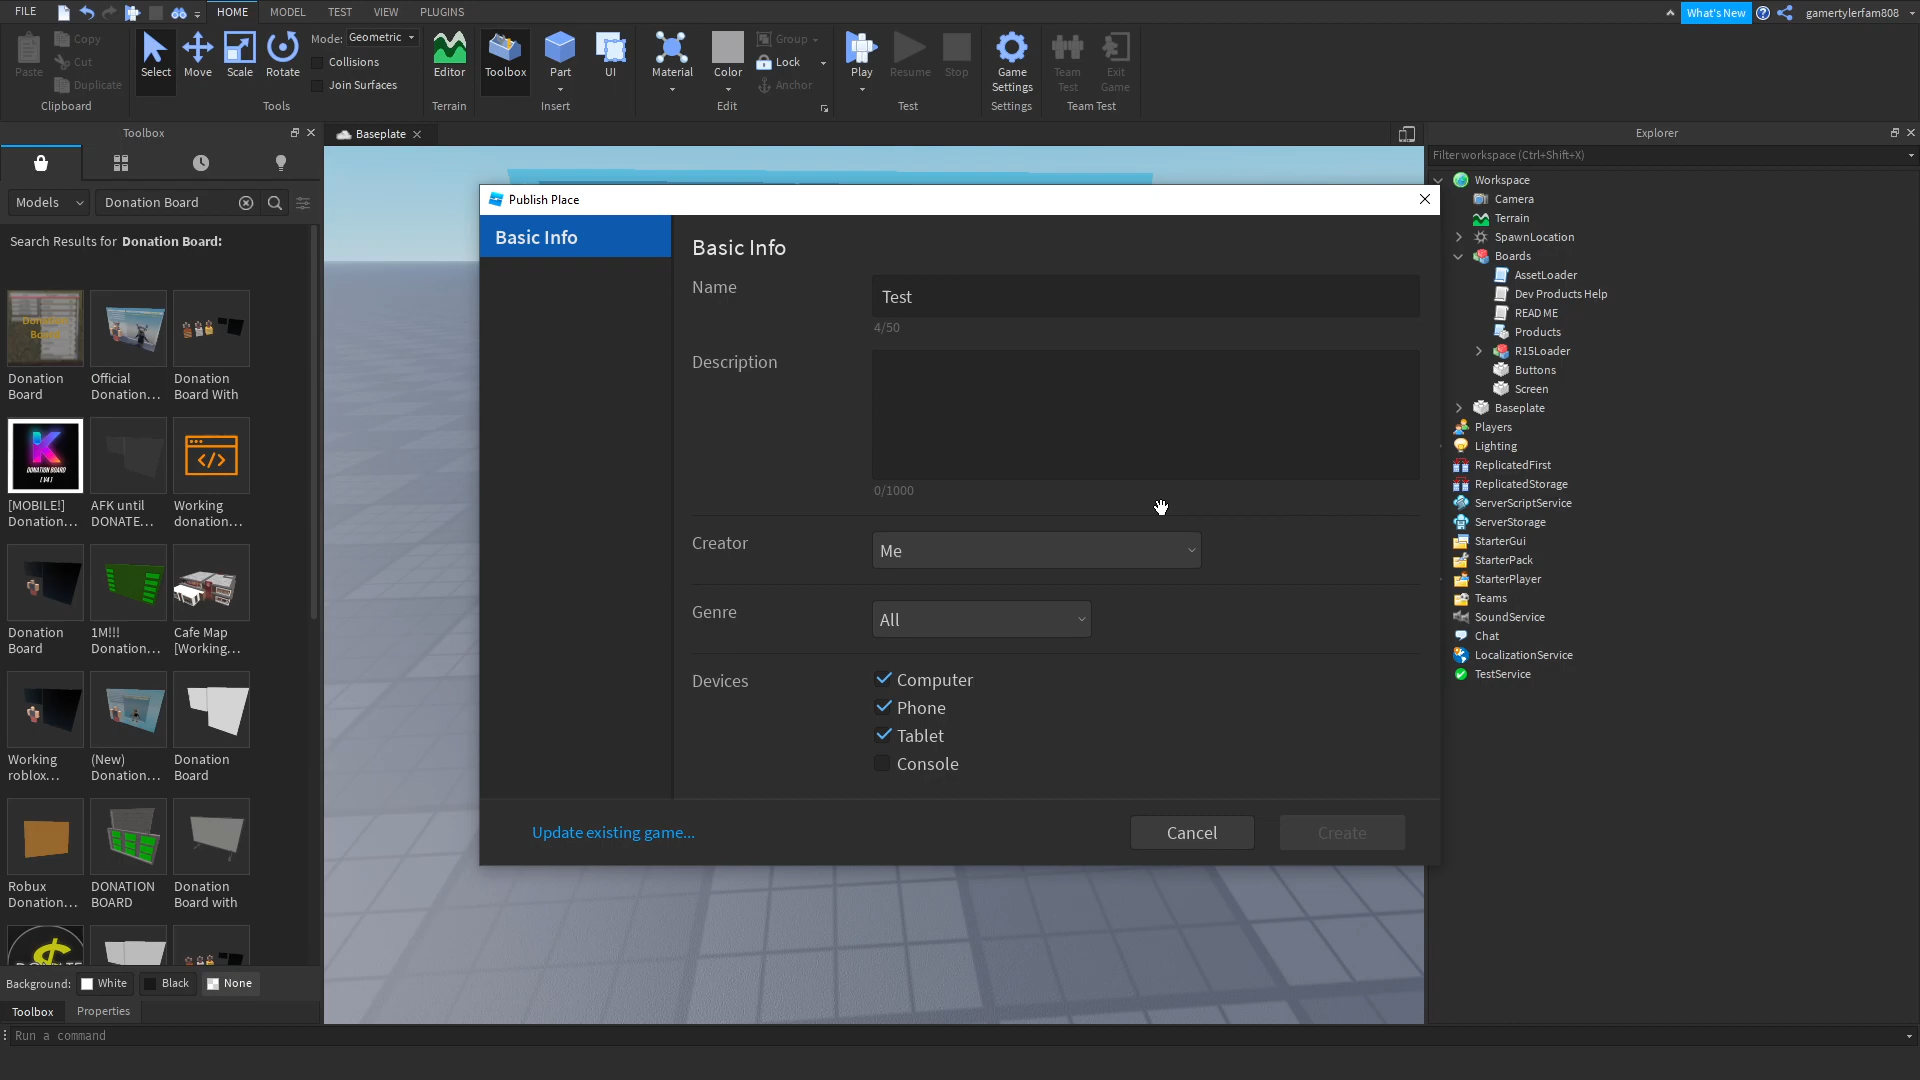 FILE
HOME
MODEL
TEST
VIEW
PLUGINS
What's New
gamertylerfam808
Paste
Copy
Cut
Duplicate
Clipboard
Select
Move
Scale
Rotate
Tools
Mode: Geometric
Collisions
Join Surfaces
Editor
Terrain
Toolbox
Part
UI
Insert
Material
Color
Group
Lock
Anchor
Edit
Play
Resume
Stop
Test
Game
Settings
Settings
Team
Test
Exit
Game
Team Test
Toolbox
Models
Donation Board
Search Results for Donation Board:
Donation
Board
Official
Donation...
Donation
Board With
K
DONATION BOARD
[MOBILE!]
Donation...
AFK until
DONATE...
</>
Working
donation...
Donation
Board
1M!!!
Donation...
Cafe Map
[Working...
Working
roblox...
(New)
Donation...
Donation
Board
Robux
Donation...
DONATION
BOARD
Donation
Board with
Background:
White
Black
None
Toolbox
Properties
Run a command
Baseplate
Publish Place
Basic Info
Basic Info
Name
Test
4/50
Description
0/1000
Creator
Me
Genre
All
Devices
Computer
Phone
Tablet
Console
Update existing game...
Cancel
Create
Explorer
Filter workspace (Ctrl+Shift+X)
Workspace
Camera
Terrain
SpawnLocation
Boards
AssetLoader
Dev Products Help
READ ME
Products
R15Loader
Buttons
Screen
Baseplate
Players
Lighting
ReplicatedFirst
ReplicatedStorage
ServerScriptService
ServerStorage
StarterGui
StarterPack
StarterPlayer
Teams
SoundService
Chat
LocalizationService
TestService